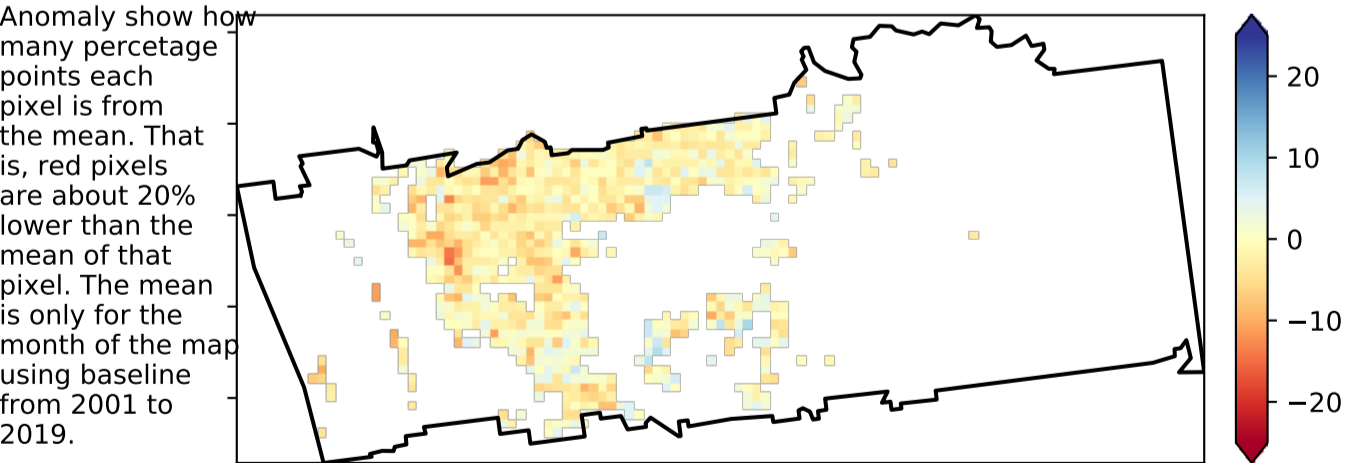 Anomaly show how
many percetage
points each
pixel is from
the mean. That
is, red pixels
are about 20%
lower than the
mean of that
pixel. The mean
is only for the
month of the map
using baseline
from 2001 to
2019.
20
10
0
−10
−20